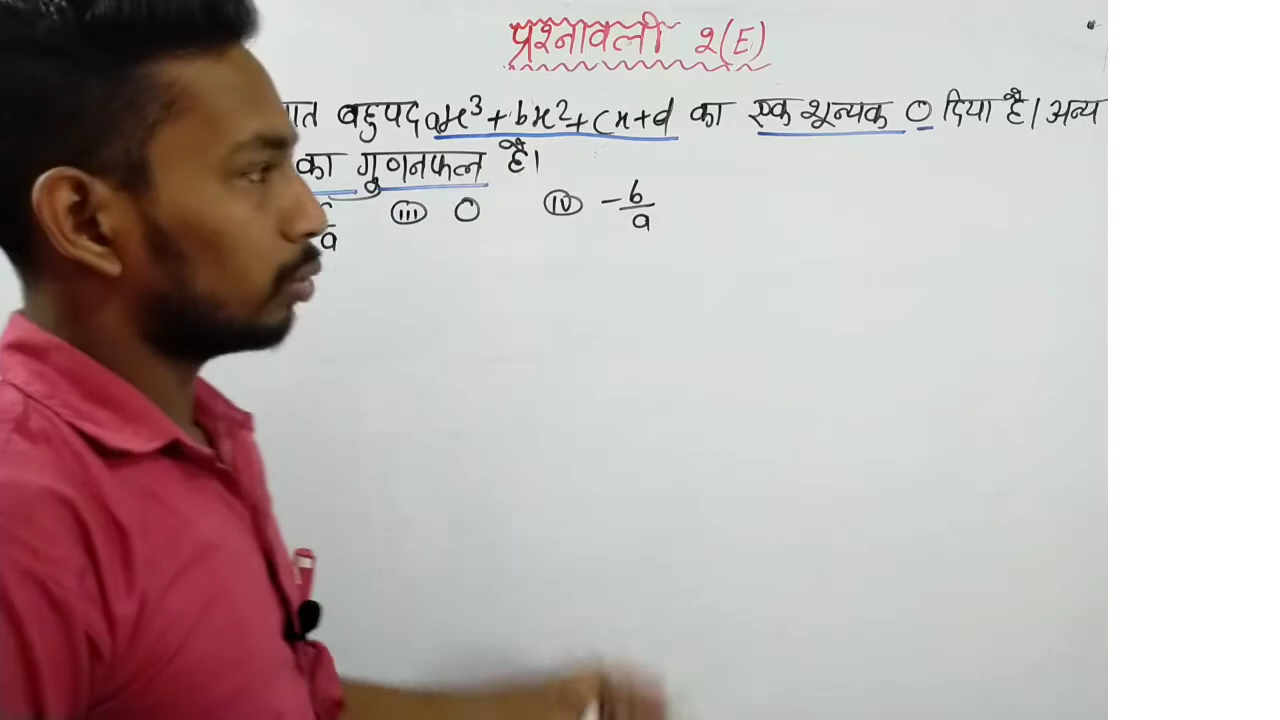 प्रश्नावली 2(E)
बहुपद ax³+bx²+cx+d का एक शून्यक 0 दिया है। अन्य
का गुणनफल है।
a (iii) 0 (iv) -b/a